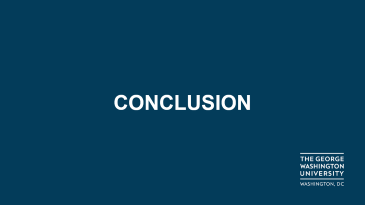 CONCLUSION
THE GEORGE
WASHINGTON
UNIVERSITY
WASHINGTON, DC